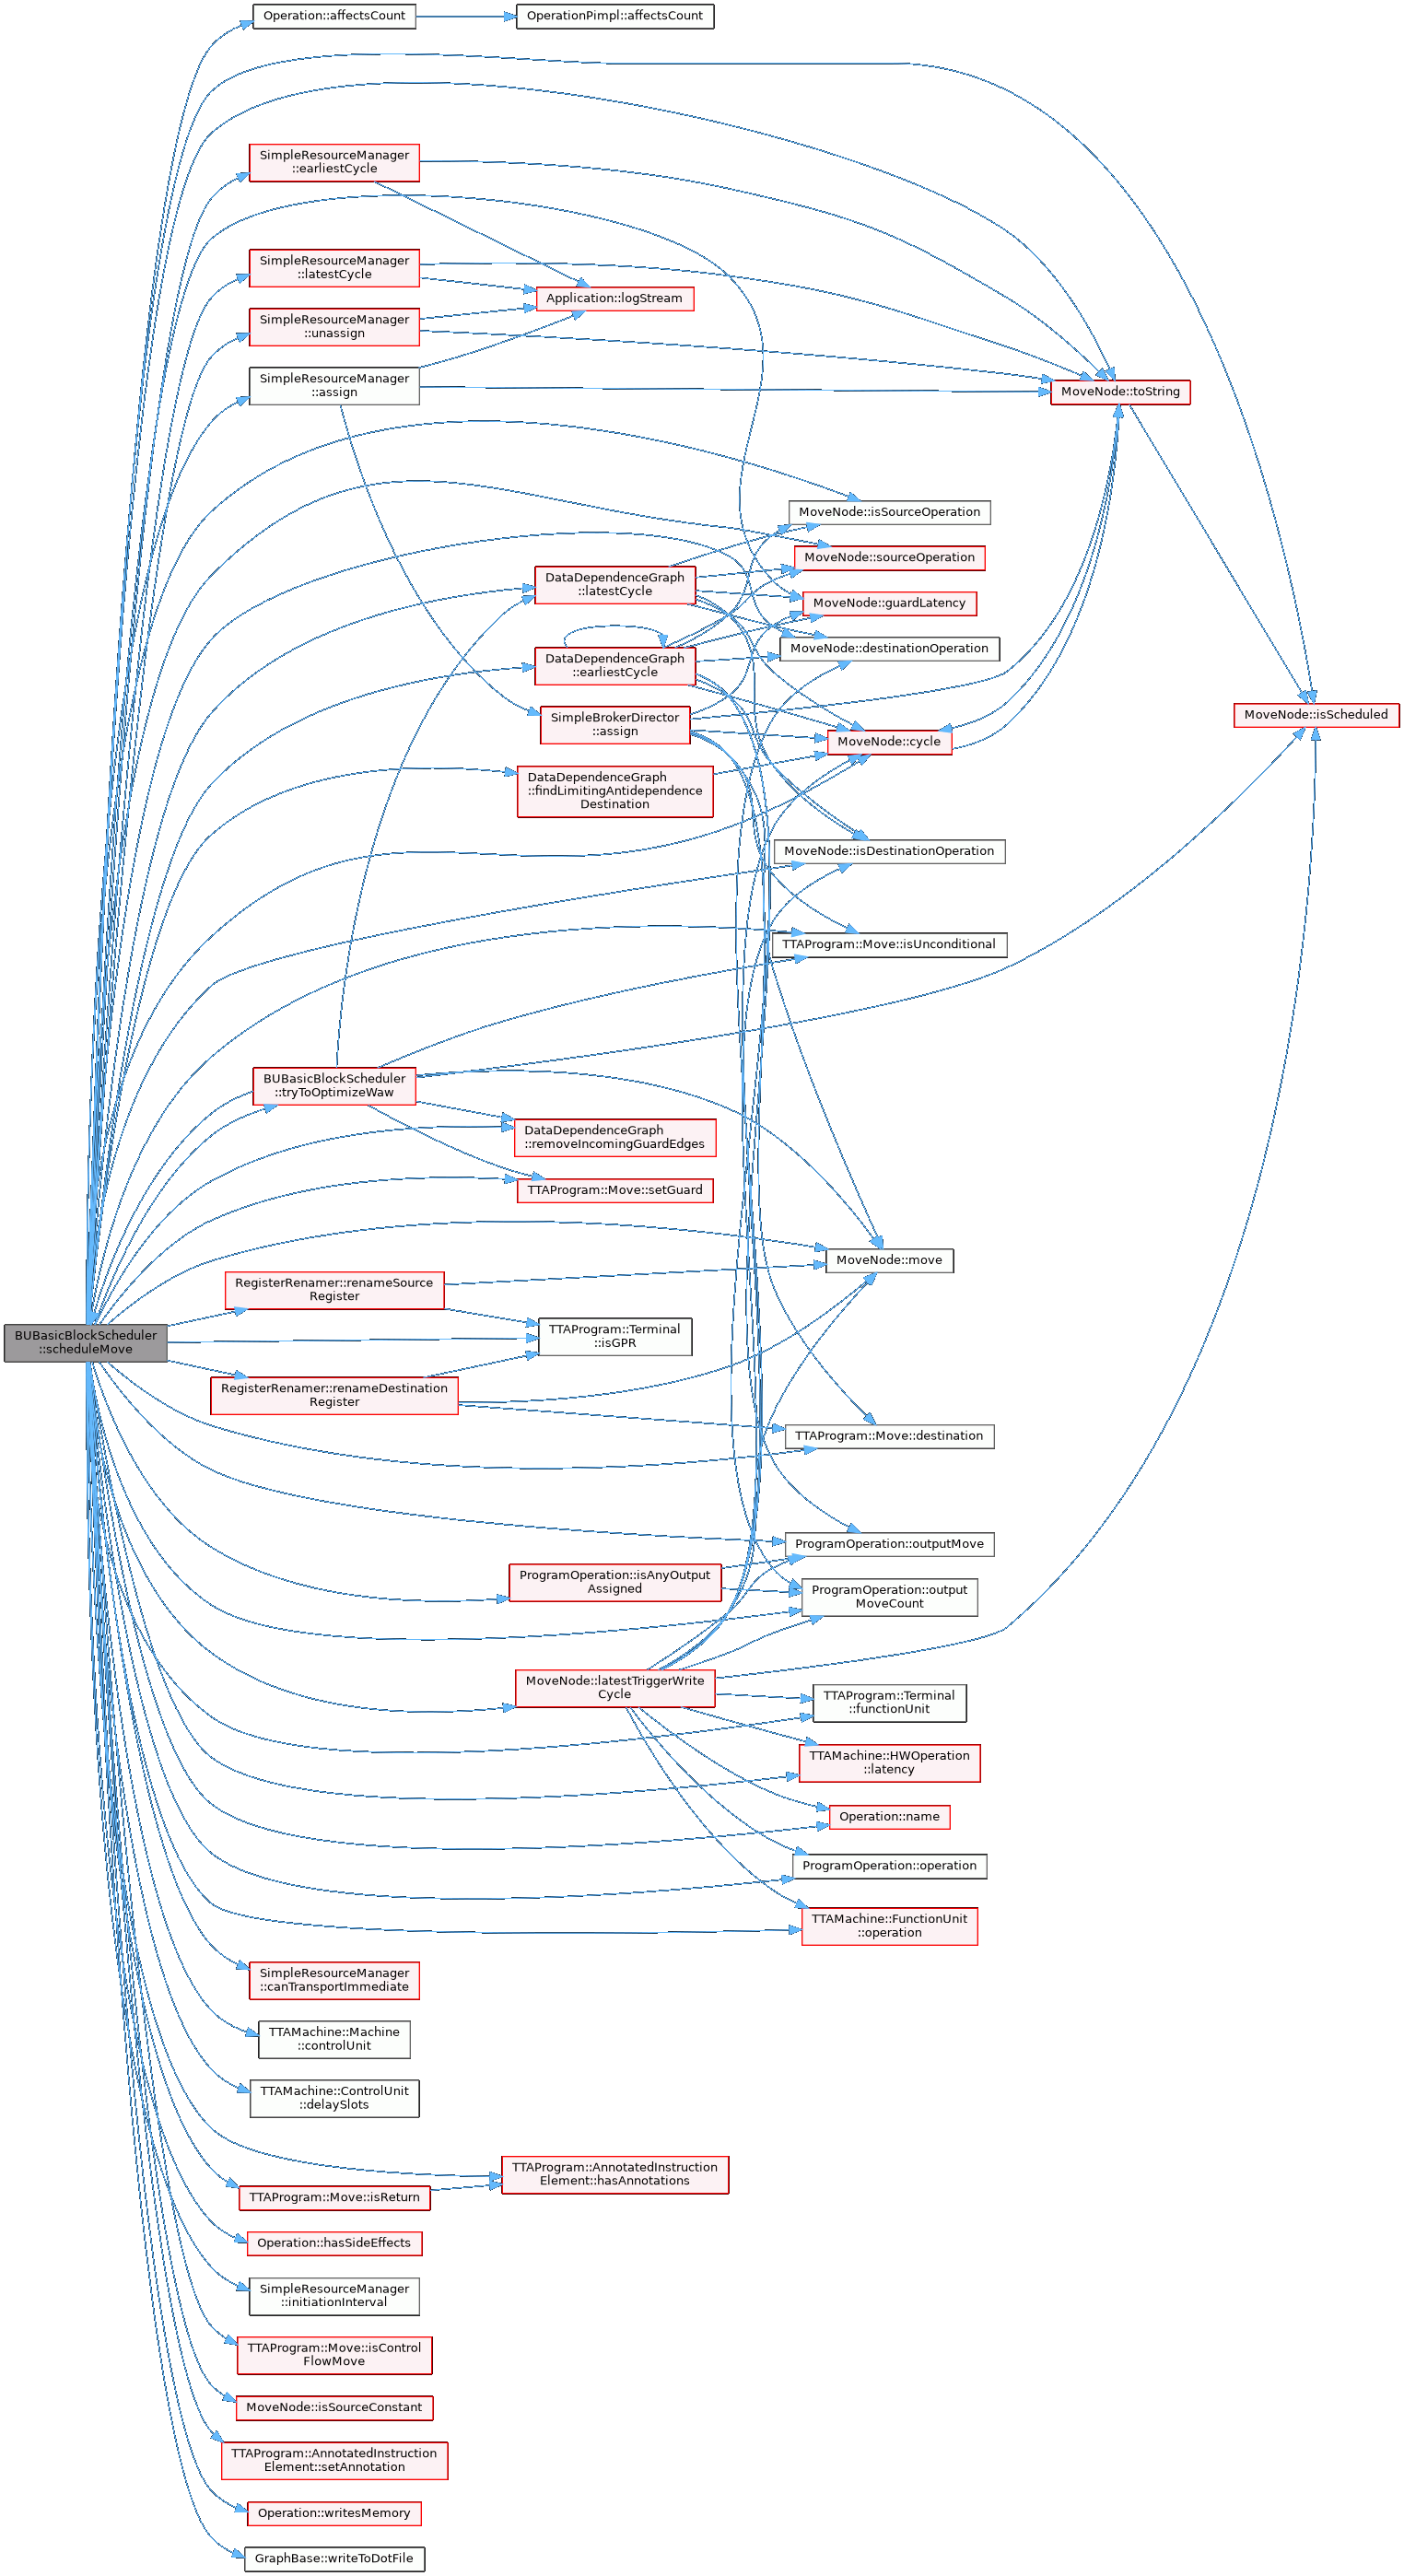 Operation::affectsCount
OperationPimpl::affectsCount
SimpleResourceManager
::earliestCycle
SimpleResourceManager
::latestCycle
Application::logStream
SimpleResourceManager
::unassign
SimpleResourceManager
::assign
MoveNode::toString
MoveNode::isSourceOperation
MoveNode::sourceOperation
DataDependenceGraph
::latestCycle
MoveNode::guardLatency
MoveNode::destinationOperation
DataDependenceGraph
::earliestCycle
SimpleBrokerDirector
::assign
MoveNode::isScheduled
MoveNode::cycle
DataDependenceGraph
::findLimitingAntidependence
Destination
MoveNode::isDestinationOperation
TTAProgram::Move::isUnconditional
BUBasicBlockScheduler
::tryToOptimizeWaw
DataDependenceGraph
::removeIncomingGuardEdges
TTAProgram::Move::setGuard
MoveNode::move
RegisterRenamer::renameSource
Register
TTAProgram::Terminal
::isGPR
BUBasicBlockScheduler
::scheduleMove
RegisterRenamer::renameDestination
Register
TTAProgram::Move::destination
ProgramOperation::outputMove
ProgramOperation::isAnyOutput
Assigned
ProgramOperation::output
MoveCount
MoveNode::latestTriggerWrite
Cycle
TTAProgram::Terminal
::functionUnit
TTAMachine::HWOperation
::latency
Operation::name
ProgramOperation::operation
TTAMachine::FunctionUnit
::operation
SimpleResourceManager
::canTransportImmediate
TTAMachine::Machine
::controlUnit
TTAMachine::ControlUnit
::delaySlots
TTAProgram::AnnotatedInstruction
Element::hasAnnotations
TTAProgram::Move::isReturn
Operation::hasSideEffects
SimpleResourceManager
::initiationInterval
TTAProgram::Move::isControl
FlowMove
MoveNode::isSourceConstant
TTAProgram::AnnotatedInstruction
Element::setAnnotation
Operation::writesMemory
GraphBase::writeToDotFile